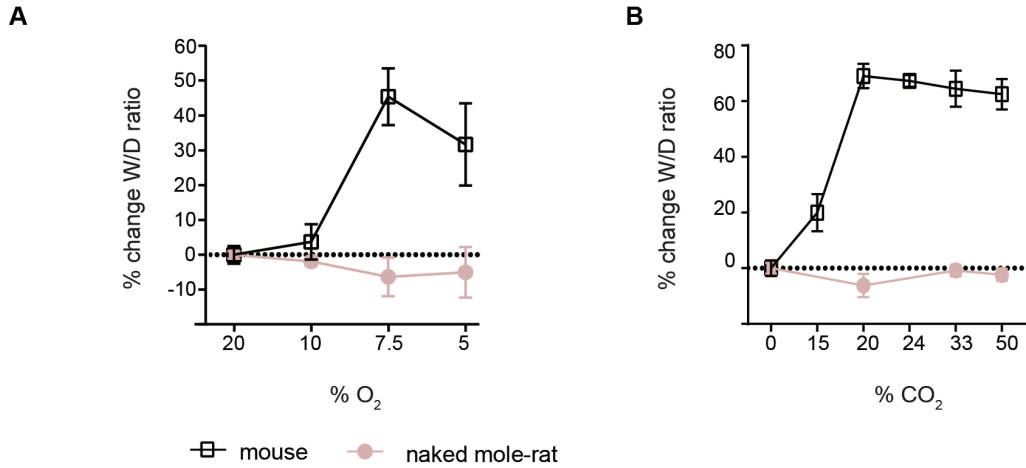 A
% change W/D ratio
60
50
40
30
20
10
0
-10
20 10 7.5 5
% O₂
B
% change W/D ratio
80
60
40
20
0
0 15 20 24 33 50
% CO₂
mouse naked mole-rat